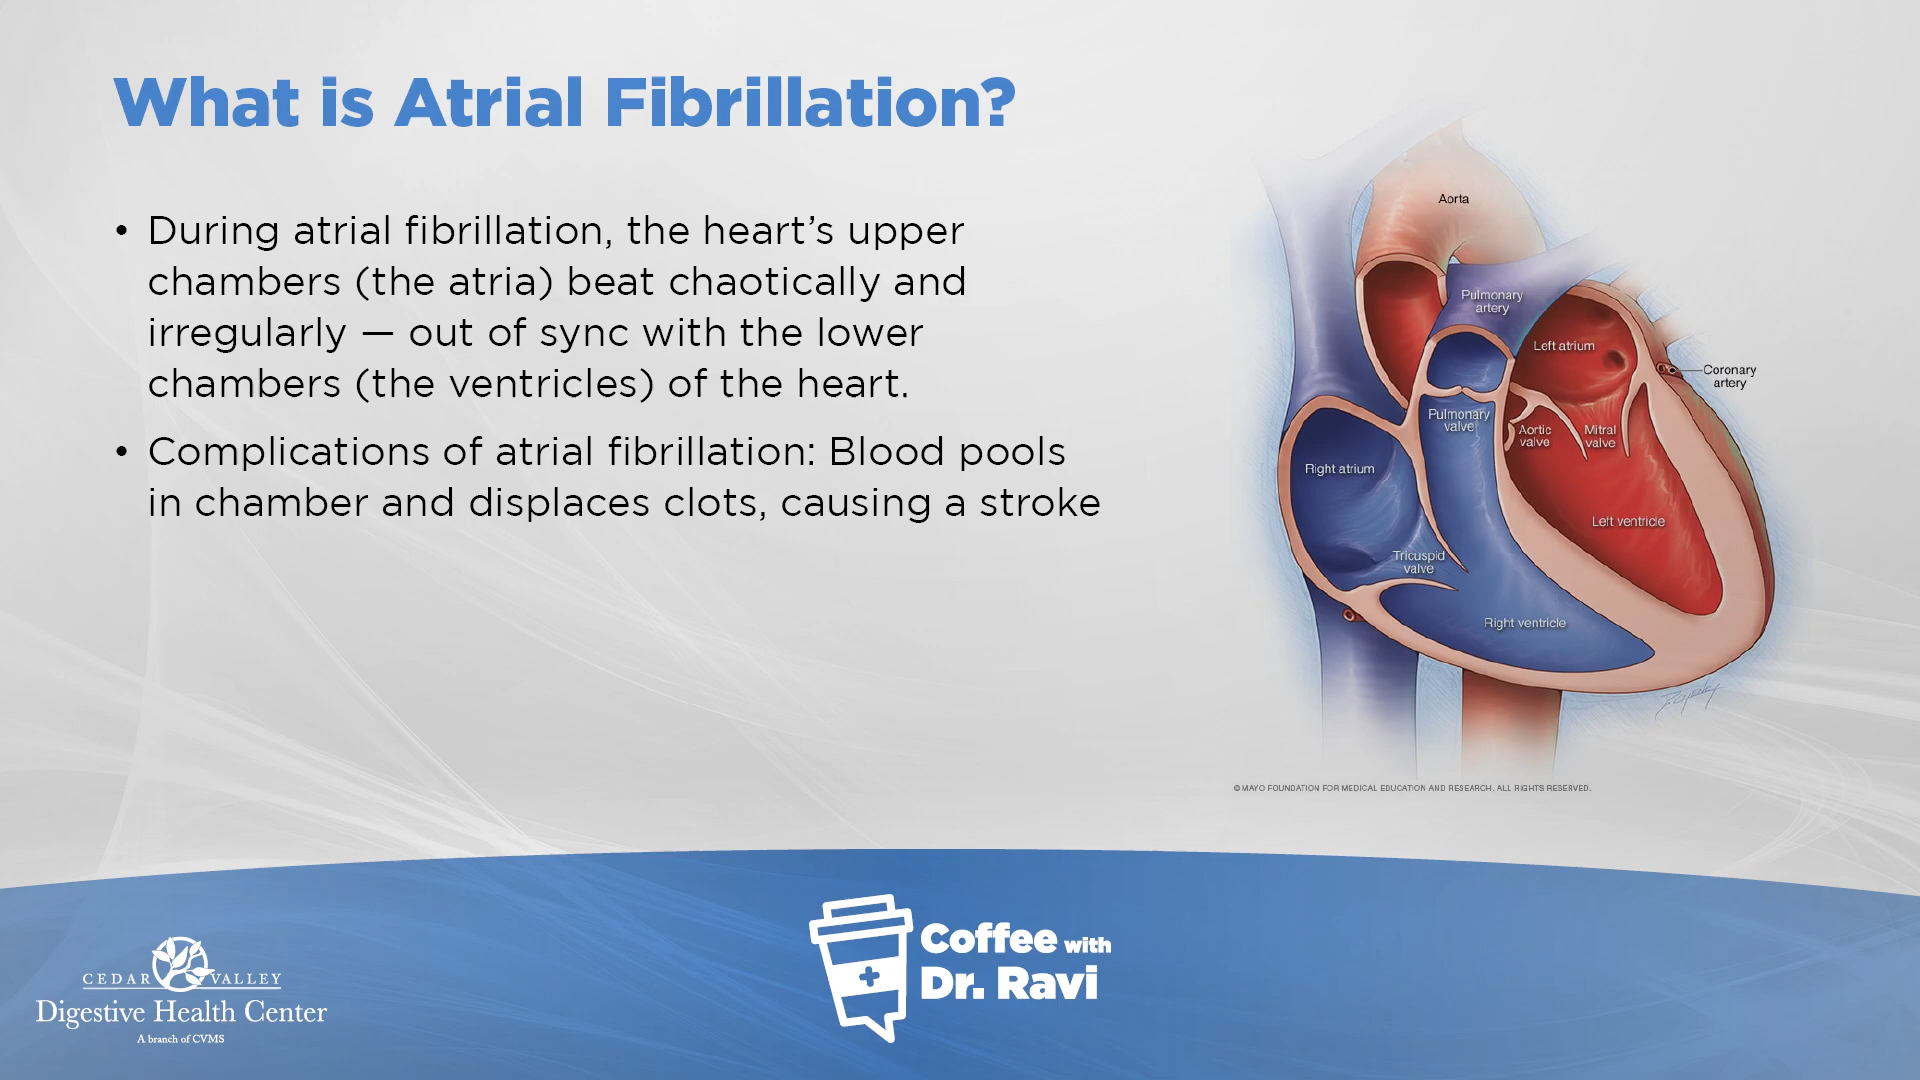 What is Atrial Fibrillation?
• During atrial fibrillation, the heart’s upper
chambers (the atria) beat chaotically and
irregularly — out of sync with the lower
chambers (the ventricles) of the heart.
• Complications of atrial fibrillation: Blood pools
in chamber and displaces clots, causing a stroke
Aorta
Pulmonary
artery
Left atrium
Coronary
artery
Pulmonary
valve
Aortic
valve
Mitral
valve
Right atrium
Left ventricle
Tricuspid
valve
Right ventricle
© MAYO FOUNDATION FOR MEDICAL EDUCATION AND RESEARCH. ALL RIGHTS RESERVED.
CEDAR VALLEY
Digestive Health Center
A branch of CVMS
Coffee with
Dr. Ravi